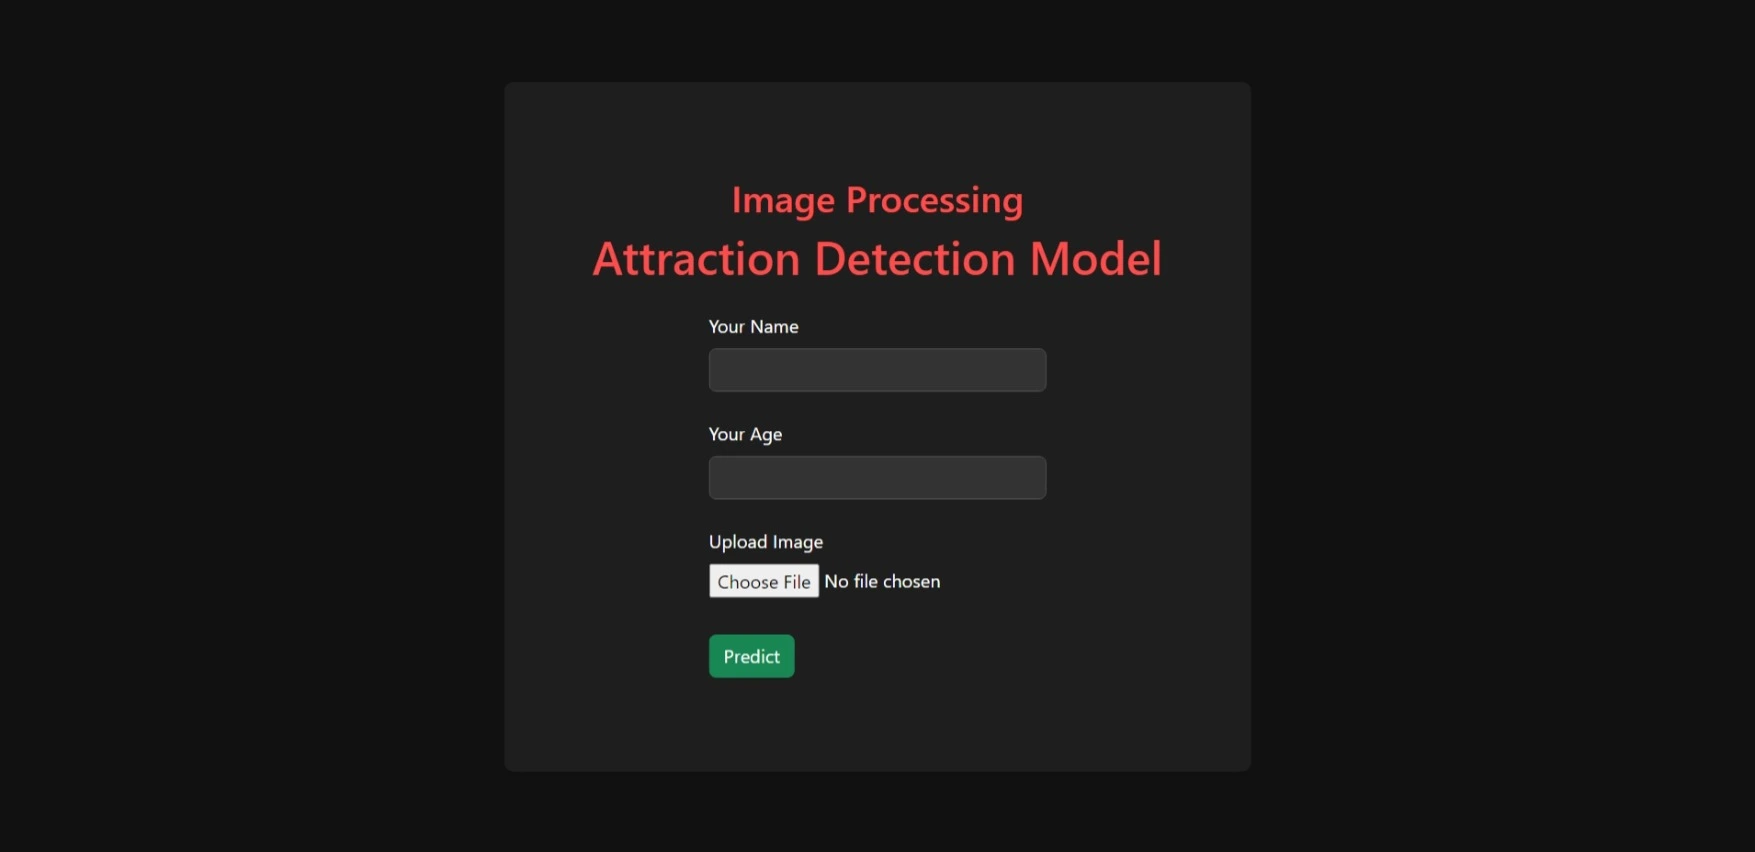 Image Processing
Attraction Detection Model
Your Name
Your Age
Upload Image
Choose File No file chosen
Predict